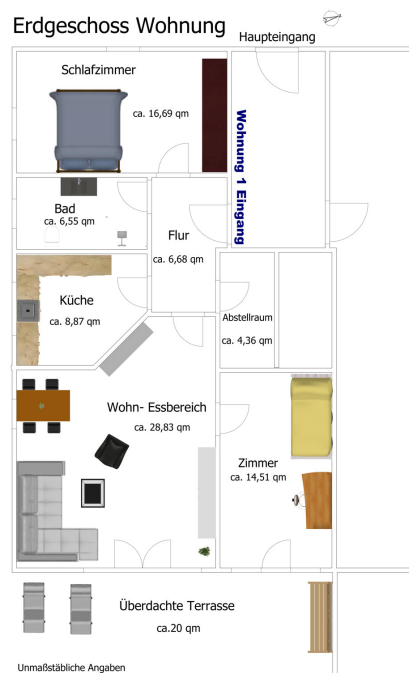 Erdgeschoss Wohnung
Haupteingang
Schlafzimmer
ca. 16,69 qm
Wohnung 1 Eingang
Bad
ca. 6,55 qm
Flur
ca. 6,68 qm
Küche
ca. 8,87 qm
Abstellraum
ca. 4,36 qm
Wohn- Essbereich
ca. 28,83 qm
Zimmer
ca. 14,51 qm
Überdachte Terrasse
ca.20 qm
Unmaßstäbliche Angaben